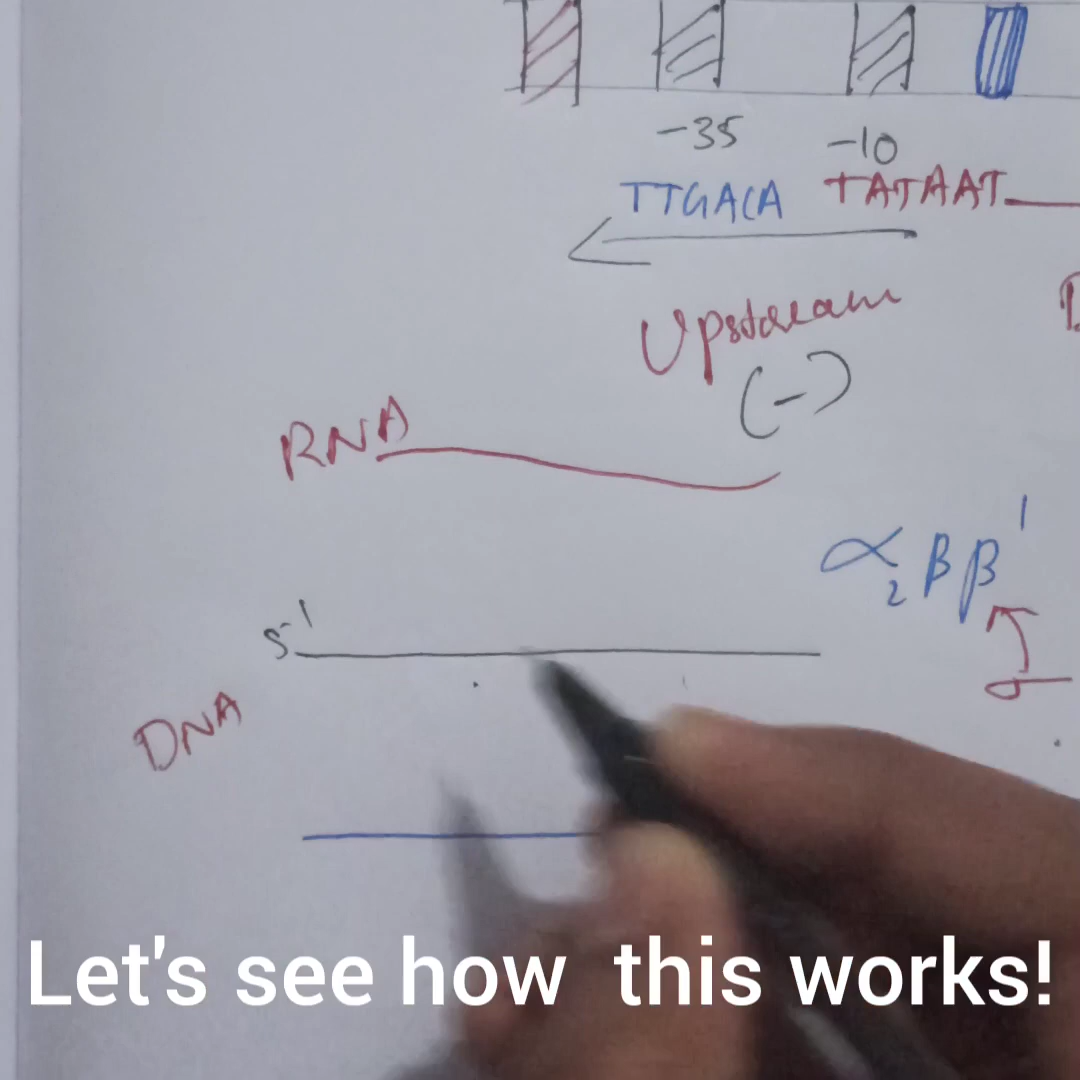 -35 -10
TTGACA TATAAT
Upstream
(-)
RNA
α2ββ'
5-'
DNA
Let's see how this works!